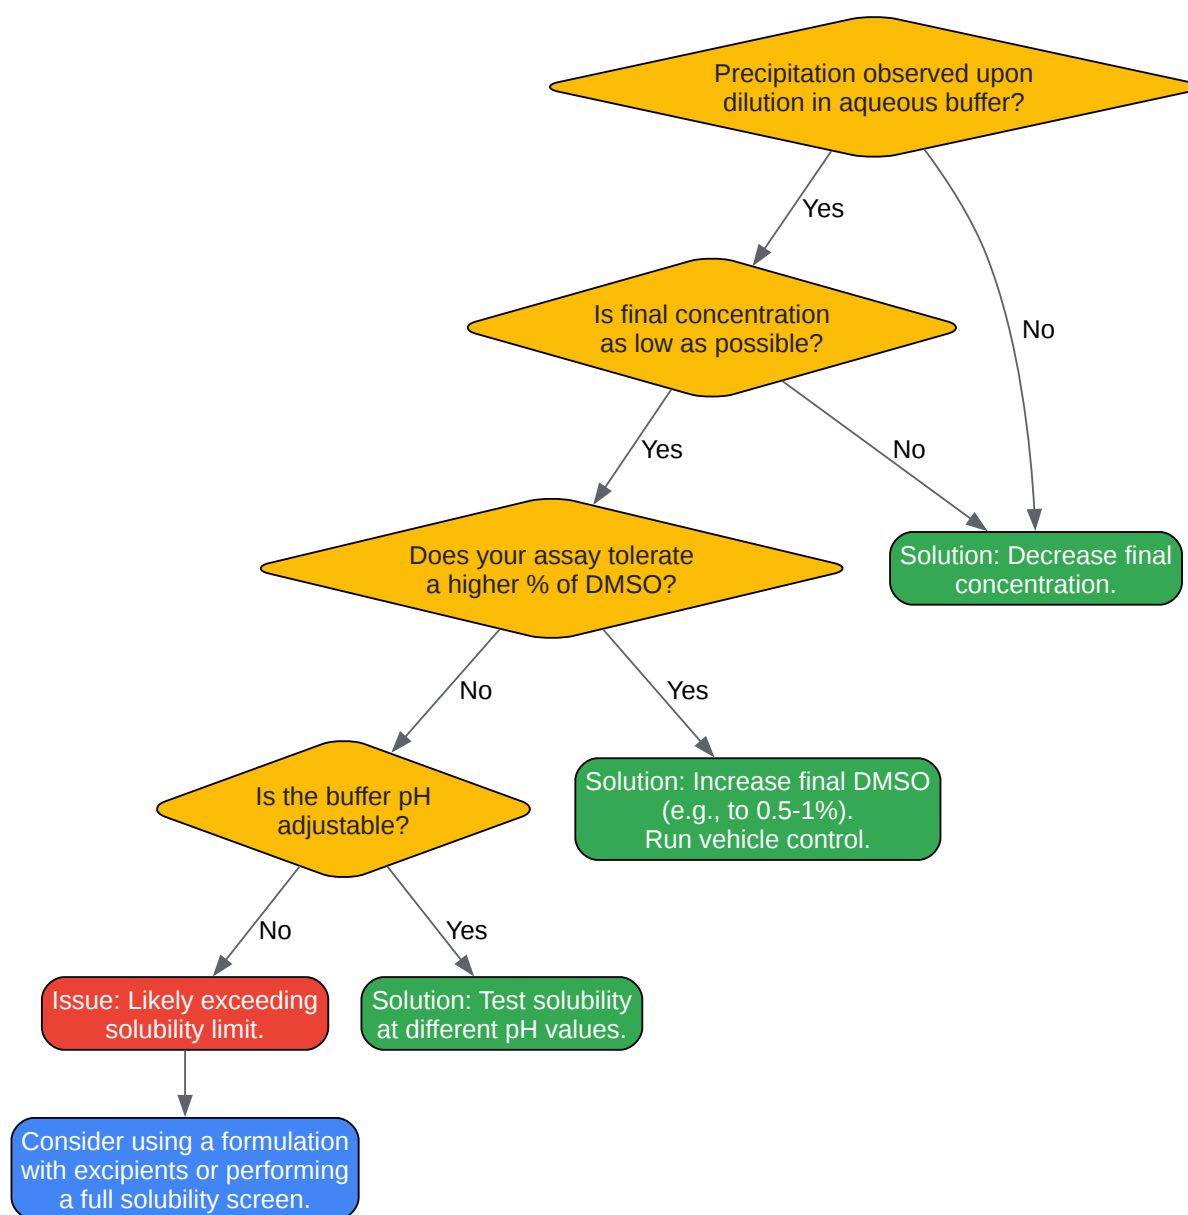 Precipitation observed upon
dilution in aqueous buffer?
Yes
Is final concentration
as low as possible?
No
Yes
No
Does your assay tolerate
a higher % of DMSO?
Solution: Decrease final
concentration.
No
Yes
Is the buffer pH
adjustable?
Solution: Increase final DMSO
(e.g., to 0.5-1%).
Run vehicle control.
No
Yes
Issue: Likely exceeding
solubility limit.
Solution: Test solubility
at different pH values.
Consider using a formulation
with excipients or performing
a full solubility screen.